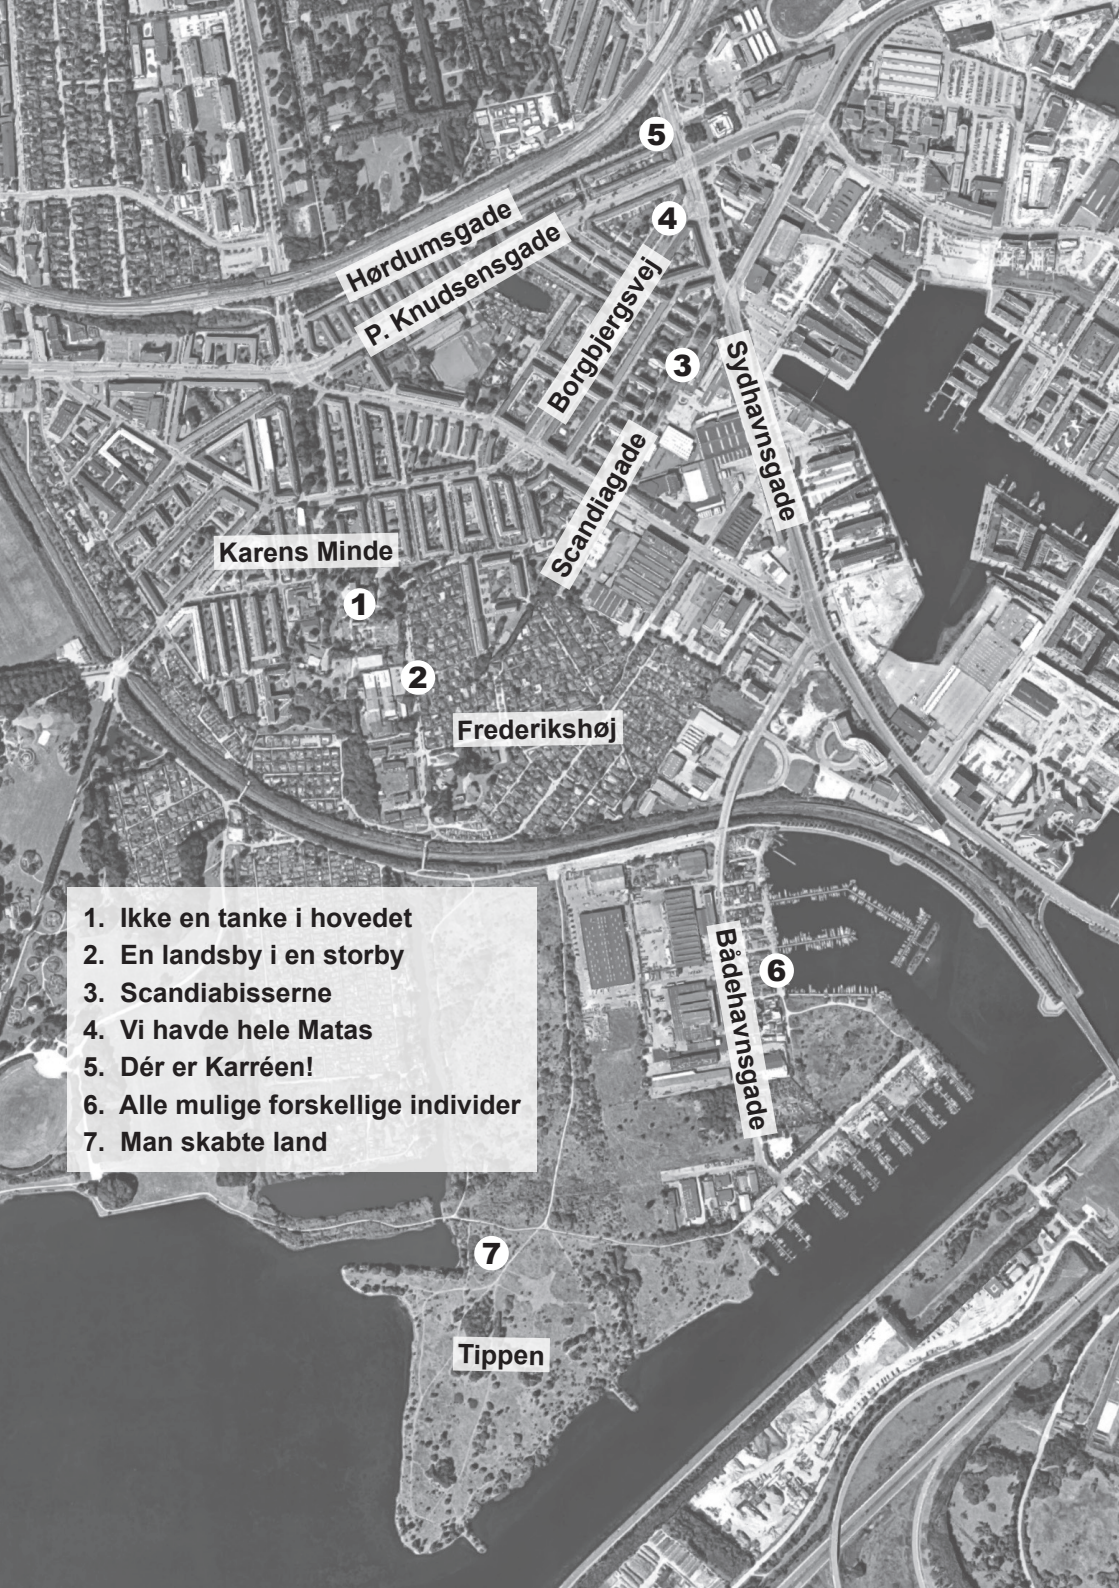 5
4
Hørdumsgade
P. Knudsensgade
Borgbjergsvej
3
Sydhavnsgade
Scandiagade
Karens Minde
1
2
Frederikshøj
1. Ikke en tanke i hovedet
2. En landsby i en storby
3. Scandiabisserne
4. Vi havde hele Matas
5. Dér er Karréen!
6. Alle mulige forskellige individer
7. Man skabte land
Bådehavnsgade
6
7
Tippen